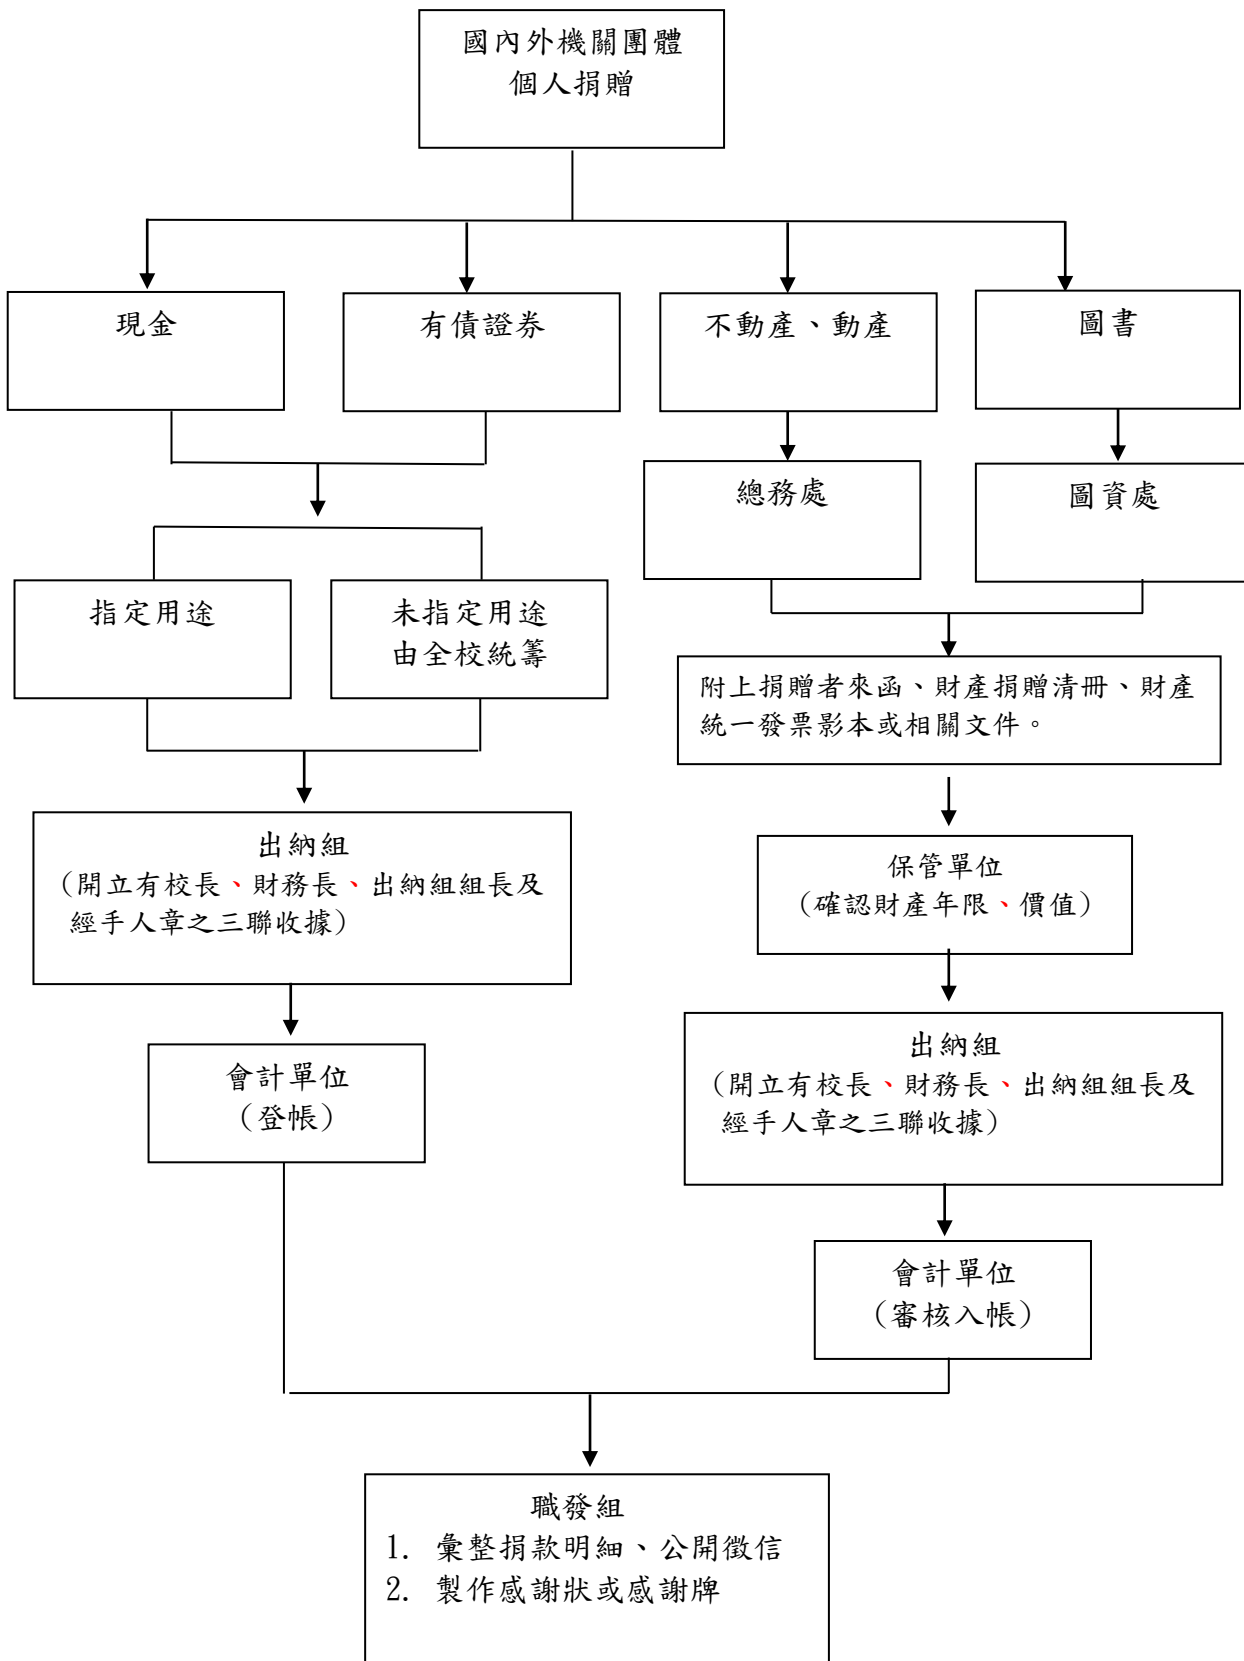 國內外機關團體
個人捐贈
現金
有債證券
不動產、動產
圖書
總務處
圖資處
指定用途
未指定用途
由全校統籌
附上捐贈者來函、財產捐贈清冊、財產
統一發票影本或相關文件。
出納組
（開立有校長、財務長、出納組組長及
經手人章之三聯收據）
保管單位
（確認財產年限、價值）
會計單位
（登帳）
出納組
（開立有校長、財務長、出納組組長及
經手人章之三聯收據）
會計單位
（審核入帳）
職發組
1. 彙整捐款明細、公開徵信
2. 製作感謝狀或感謝牌